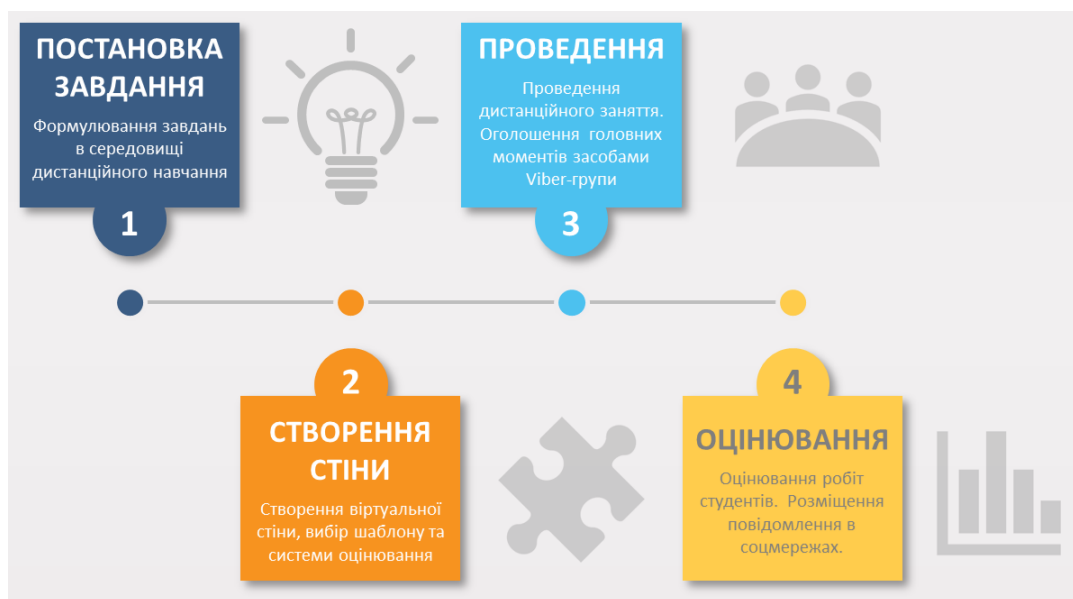 ПОСТАНОВКА
ЗАВДАННЯ
Формулювання завдань
в середовищі
дистанційного навчання
1
2
СТВОРЕННЯ
СТІНИ
Створення віртуальної
стіни, вибір шаблону та
системи оцінювання
ПРОВЕДЕННЯ
Проведення
дистанційного заняття.
Оголошення головних
моментів засобами
Viber-групи
3
4
ОЦІНЮВАННЯ
Оцінювання робіт
студентів. Розміщення
повідомлення в
соцмережах.